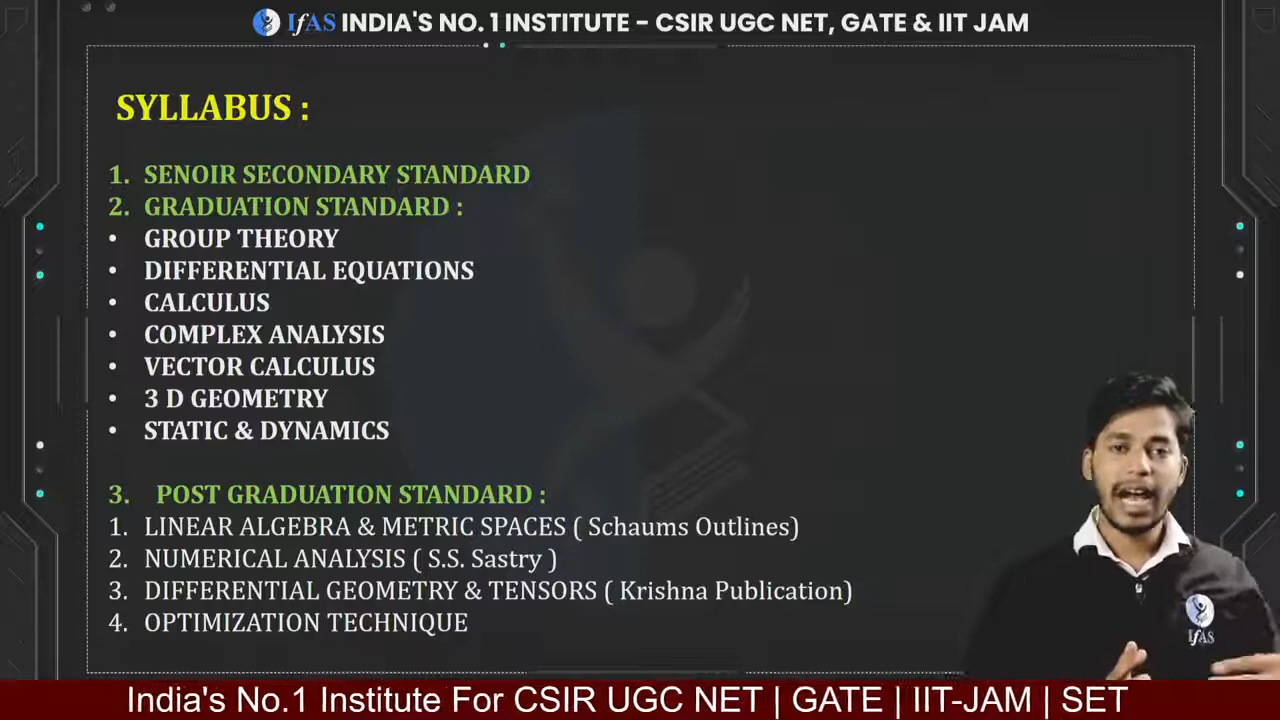 IfAS INDIA'S NO. 1 INSTITUTE - CSIR UGC NET, GATE & IIT JAM
SYLLABUS :
1. SENOIR SECONDARY STANDARD
2. GRADUATION STANDARD :
• GROUP THEORY
• DIFFERENTIAL EQUATIONS
• CALCULUS
• COMPLEX ANALYSIS
• VECTOR CALCULUS
• 3 D GEOMETRY
• STATIC & DYNAMICS
3. POST GRADUATION STANDARD :
1. LINEAR ALGEBRA & METRIC SPACES ( Schaums Outlines)
2. NUMERICAL ANALYSIS ( S.S. Sastry )
3. DIFFERENTIAL GEOMETRY & TENSORS ( Krishna Publication)
4. OPTIMIZATION TECHNIQUE
IfAS
India's No.1 Institute For CSIR UGC NET | GATE | IIT-JAM | SET